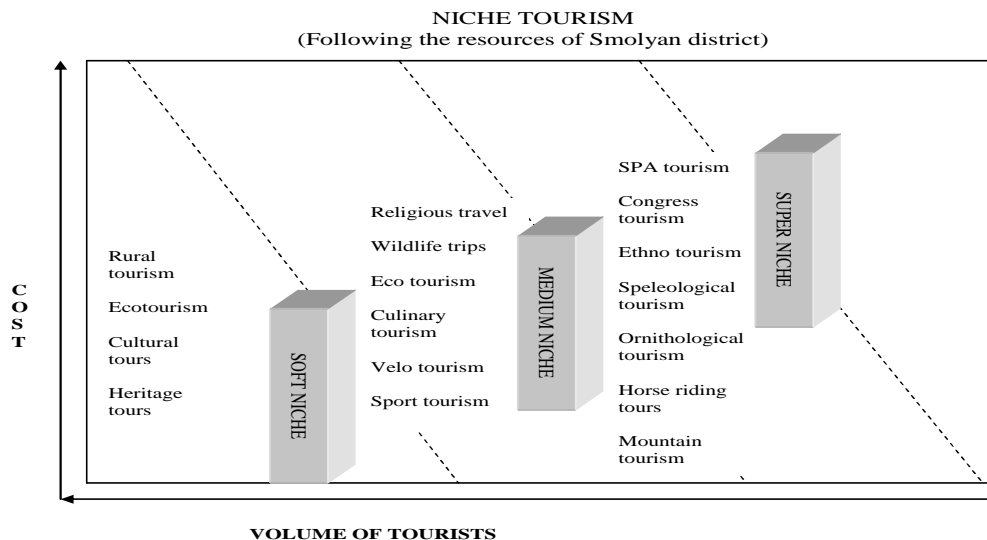 NICHE TOURISM
(Following the resources of Smolyan district)
COST
Rural
tourism
Ecotourism
Cultural
tours
Heritage
tours
SOFT NICHE
Religious travel
Wildlife trips
Eco tourism
Culinary
tourism
Velo tourism
Sport tourism
MEDIUM NICHE
SPA tourism
Congress
tourism
Ethno tourism
Speleological
tourism
Ornithological
tourism
Horse riding
tours
Mountain
tourism
SUPER NICHE
VOLUME OF TOURISTS